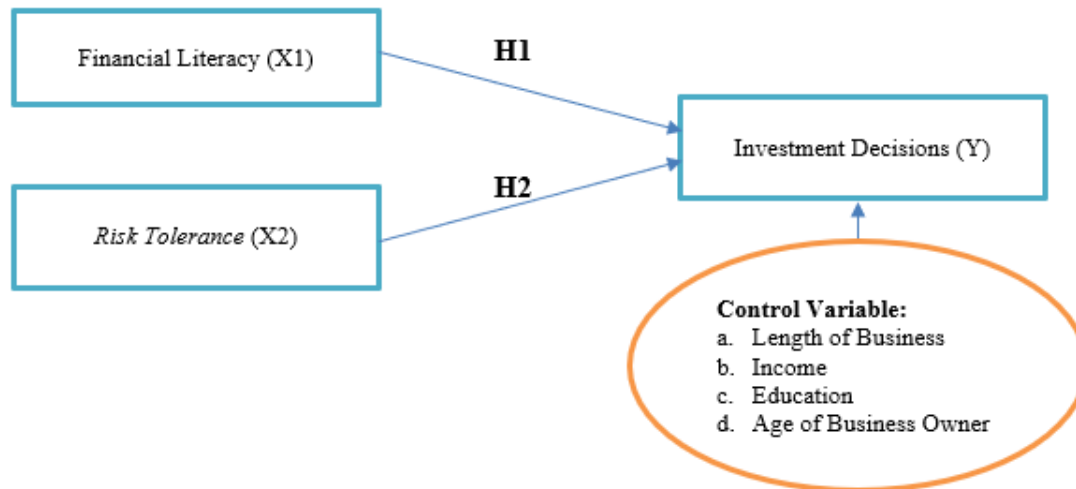 Financial Literacy (X1)
H1
Investment Decisions (Y)
H2
Risk Tolerance (X2)
Control Variable:
a. Length of Business
b. Income
c. Education
d. Age of Business Owner